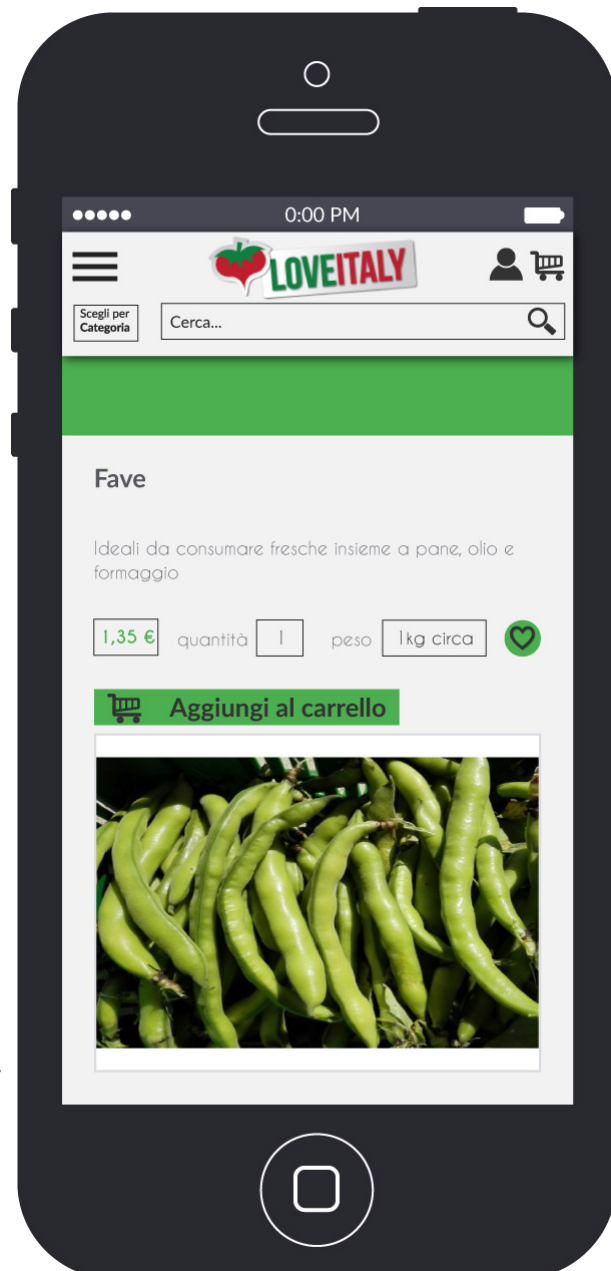 0:00 PM
LOVEITALY
Scegli per
Categoria
Cerca...
Fave
Ideali da consumare fresche insieme a pane, olio e
formaggio
1,35 € quantità 1 peso 1kg circa
Aggiungi al carrello